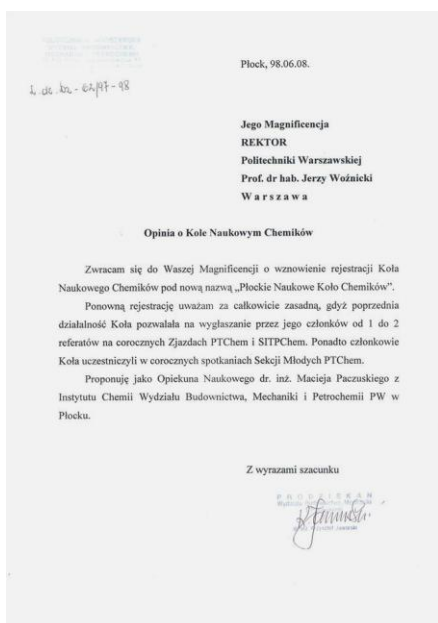 Płock, 98.06.08.
Jego Magnificencja
REKTOR
Politechniki Warszawskiej
Prof. dr hab. Jerzy Woźnicki
W a r s z a w a
Opinia o Kole Naukowym Chemików
Zwracam się do Waszej Magnificencji o wznowienie rejestracji Koła
Naukowego Chemików pod nową nazwą „Płockie Naukowe Koło Chemików”.
Ponowną rejestrację uważam za całkowicie zasadną, gdyż poprzednia
działalność Koła pozwalała na wygłaszanie przez jego członków od 1 do 2
referatów na corocznych Zjazdach PTChem i SITPChem. Ponadto członkowie
Koła uczestniczyli w corocznych spotkaniach Sekcji Młodych PTChem.
Proponuję jako Opiekuna Naukowego dr. inż. Macieja Paczuskiego z
Instytutu Chemii Wydziału Budownictwa, Mechaniki i Petrochemii PW w
Płocku.
Z wyrazami szacunku
P R O D Z I E K A N